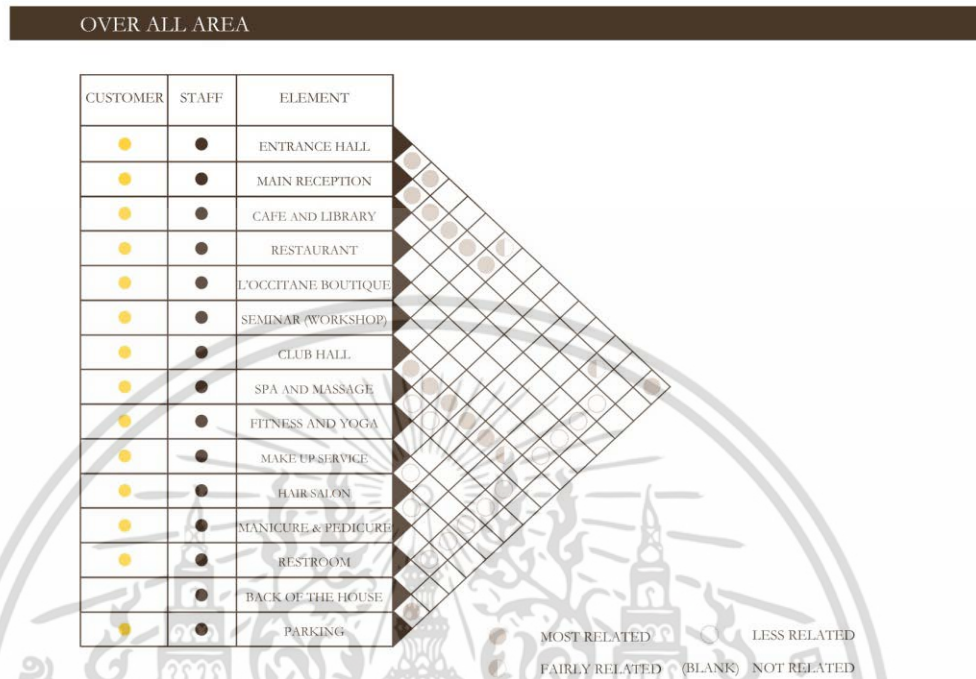 OVER ALL AREA
CUSTOMER STAFF ELEMENT
ENTRANCE HALL
MAIN RECEPTION
CAFE AND LIBRARY
RESTAURANT
L'OCCITANE BOUTIQUE
SEMINAR (WORKSHOP)
CLUB HALL
SPA AND MASSAGE
FITNESS AND YOGA
MAKE UP SERVICE
HAIR SALON
MANICURE & PEDICURE
RESTROOM
BACK OF THE HOUSE
PARKING
MOST RELATED LESS RELATED
FAIRLY RELATED (BLANK) NOT RELATED